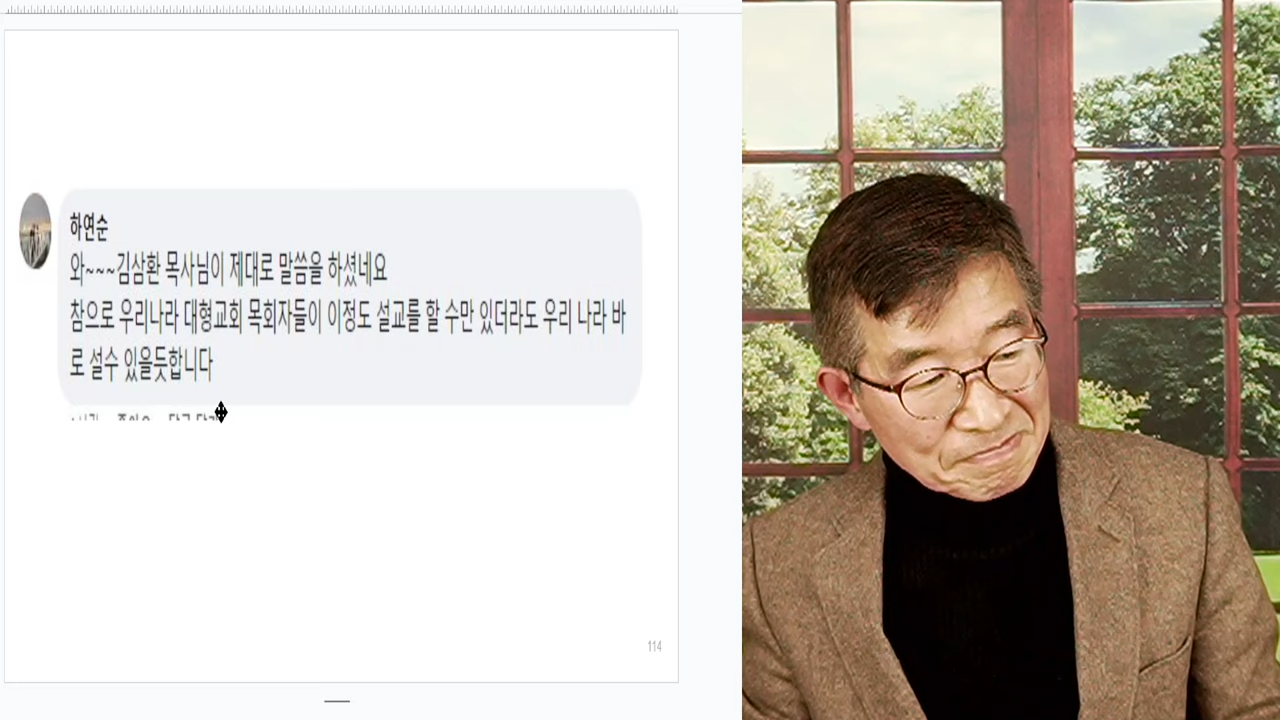 하연순
와~~~김삼환 목사님이 제대로 말씀을 하셨네요
참으로 우리나라 대형교회 목회자들이 이정도 설교를 할 수만 있더라도 우리 나라 바
로 설수 있을듯합니다
114